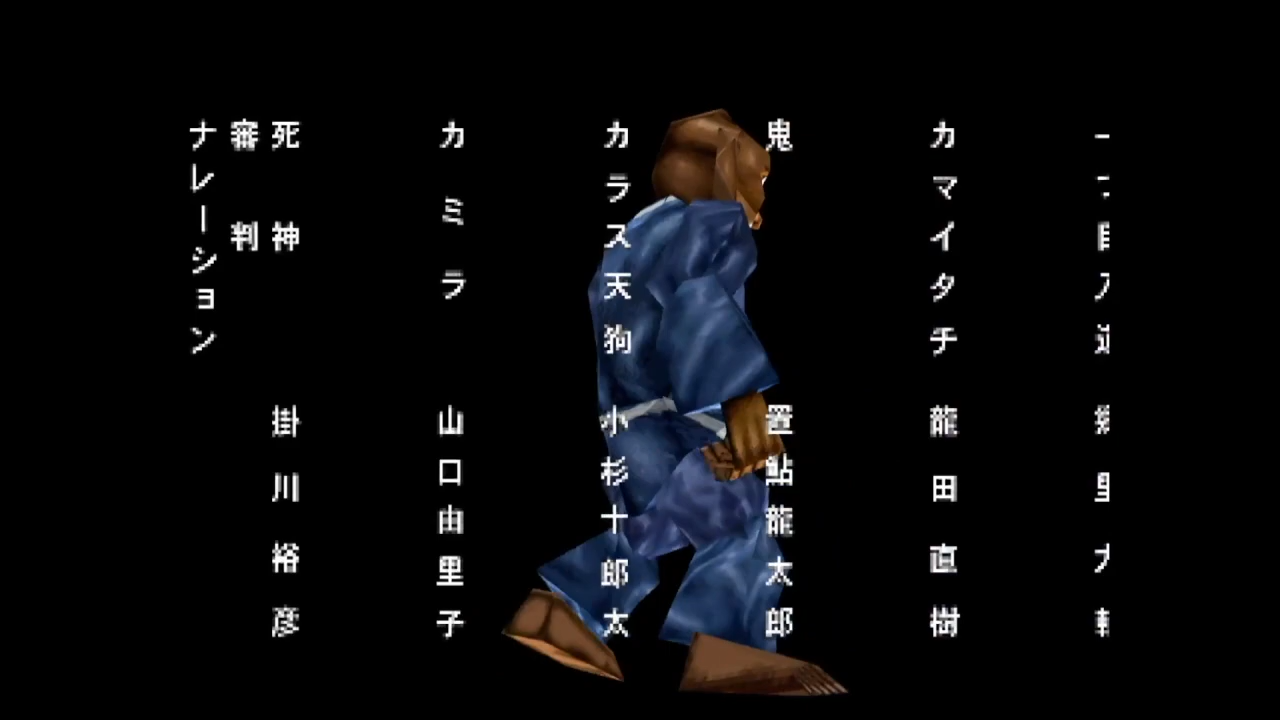 カマイタチ 龍田直樹
鬼 置鮎龍太郎
カラス天狗 小杉十郎太
カミラ 山口由里子
死神 掛川裕彦
審判
ナレーション